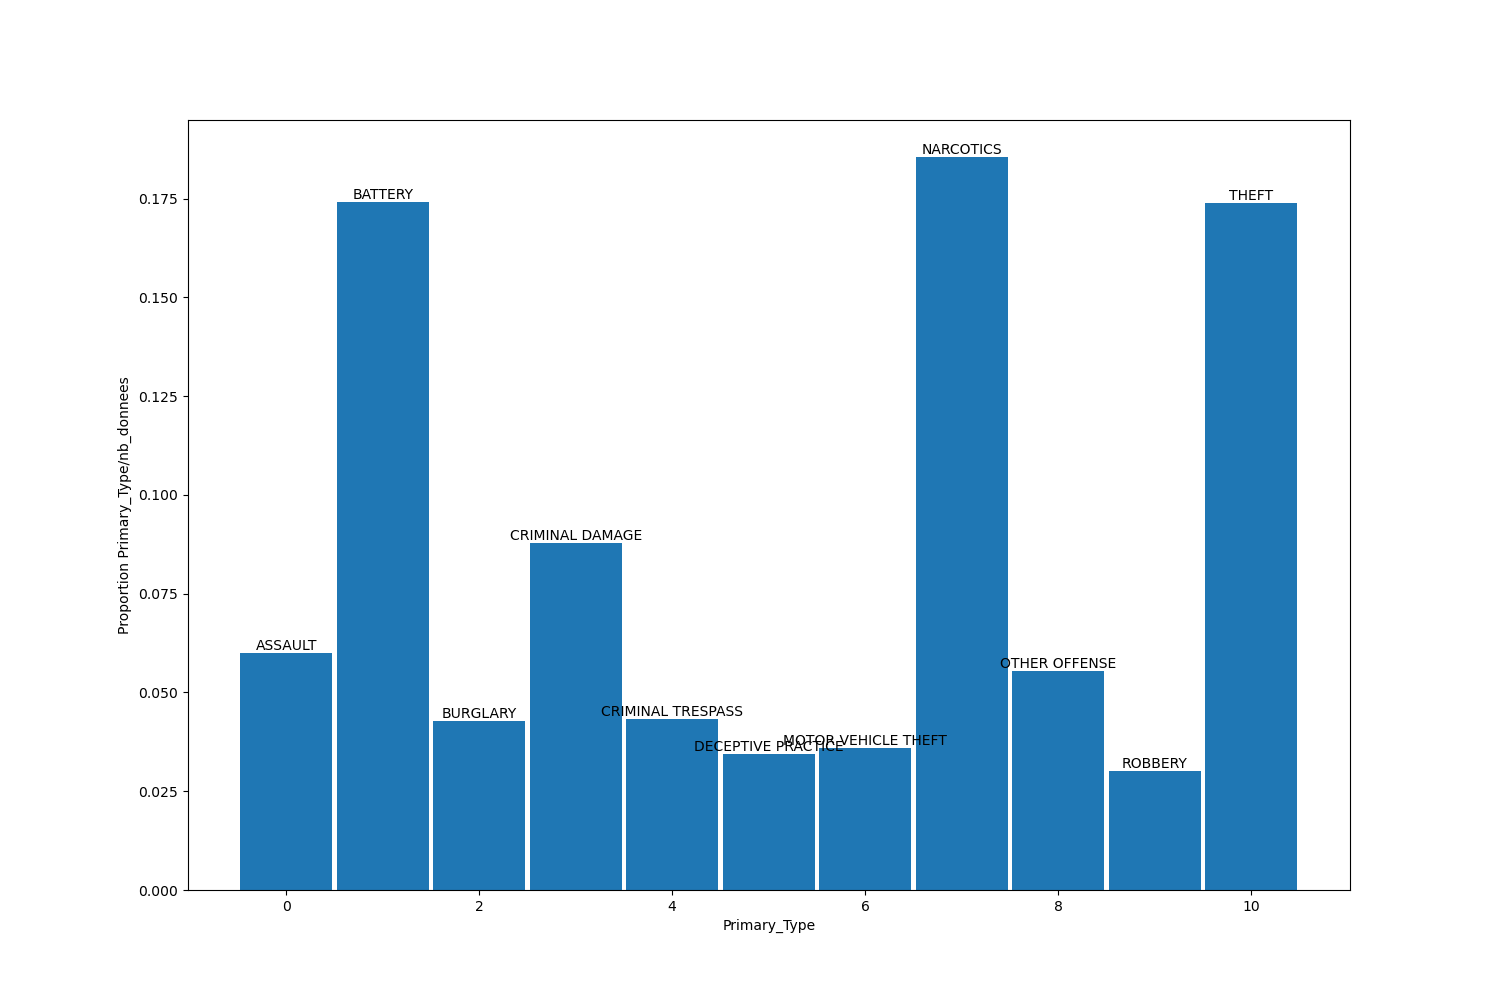 NARCOTICS
BATTERY
THEFT
CRIMINAL DAMAGE
ASSAULT
OTHER OFFENSE
BURGLARY
CRIMINAL TRESPASS
MOTOR VEHICLE THEFT
DECEPTIVE PRACTICE
ROBBERY
0.175
0.150
0.125
0.100
0.075
0.050
0.025
0.000
Proportion Primary_Type/nb_donnees
0 2 4 6 8 10
Primary_Type